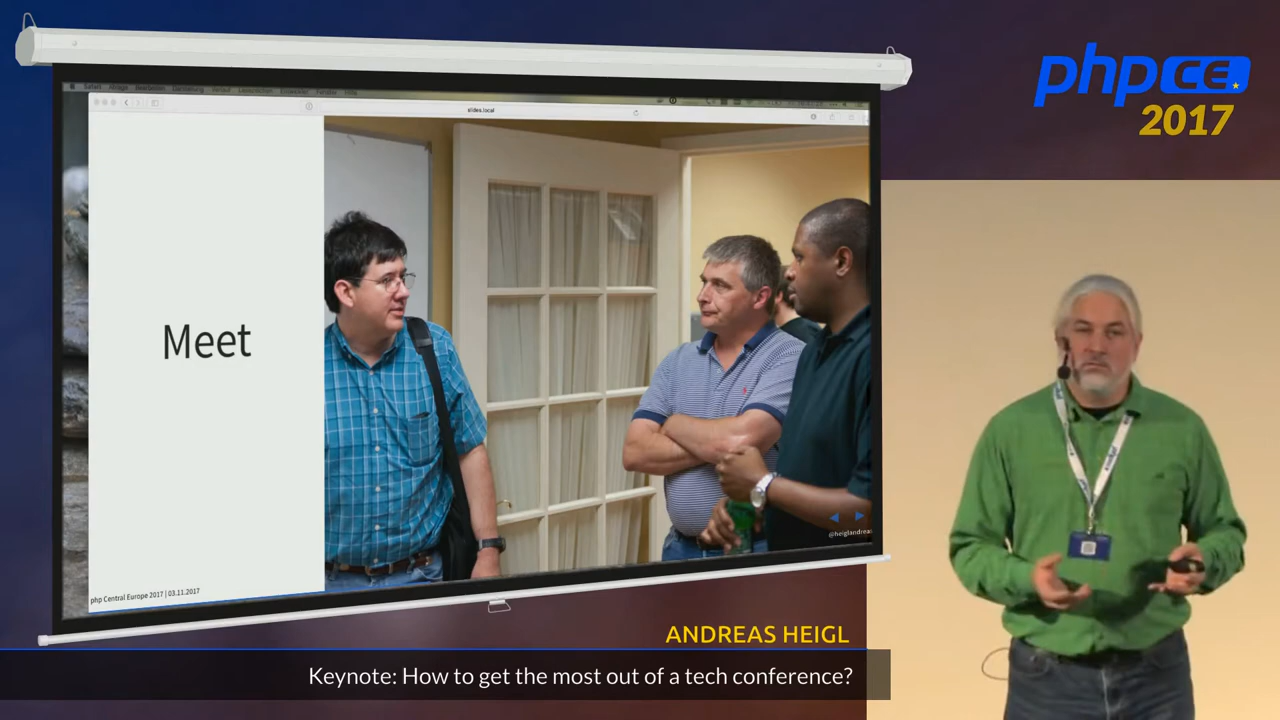 phpCE
2017
slides.local
Meet
@heiglandreas
php Central Europe 2017 | 03.11.2017
ANDREAS HEIGL
Keynote: How to get the most out of a tech conference?